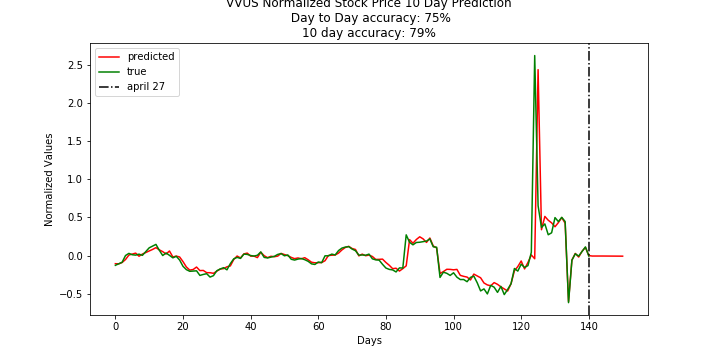 VVUS Normalized Stock Price 10 Day Prediction
Day to Day accuracy: 75%
10 day accuracy: 79%
predicted
true
april 27
Normalized Values
2.5
2.0
1.5
1.0
0.5
0.0
−0.5
0 20 40 60 80 100 120 140
Days